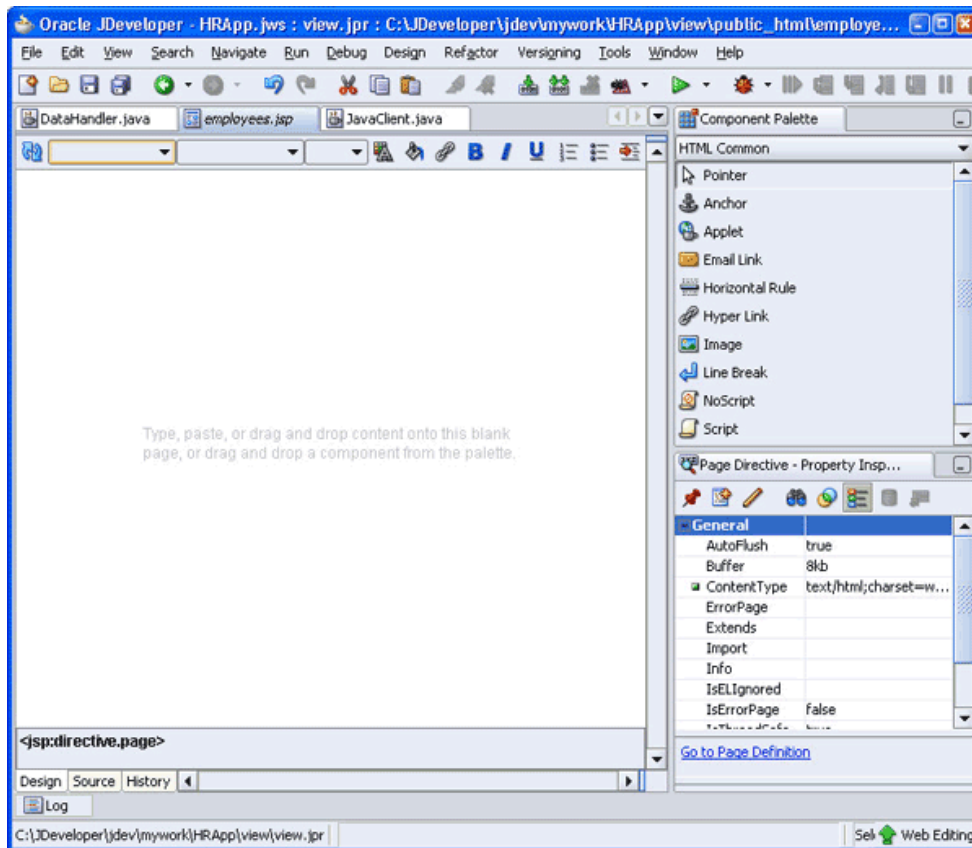 Oracle JDeveloper - HRApp.jws : view.jpr : C:\JDeveloper\jdev\mywork\HRApp\view\public_html\employe...
File Edit View Search Navigate Run Debug Design Refactor Versioning Tools Window Help
DataHandler.java employees.jsp JavaClient.java
Component Palette
HTML Common
B I U
Pointer
Anchor
Applet
Email Link
Horizontal Rule
Hyper Link
Image
Line Break
NoScript
Script
Type, paste, or drag and drop content onto this blank
page, or drag and drop a component from the palette.
Page Directive - Property Insp...
General
AutoFlush true
Buffer 8kb
ContentType text/html;charset=w...
ErrorPage
Extends
Import
Info
IsELIgnored
IsErrorPage false
<jsp:directive.page>
Go to Page Definition
Design Source History
Log
C:\JDeveloper\jdev\mywork\HRApp\view\view.jpr
Web Editing